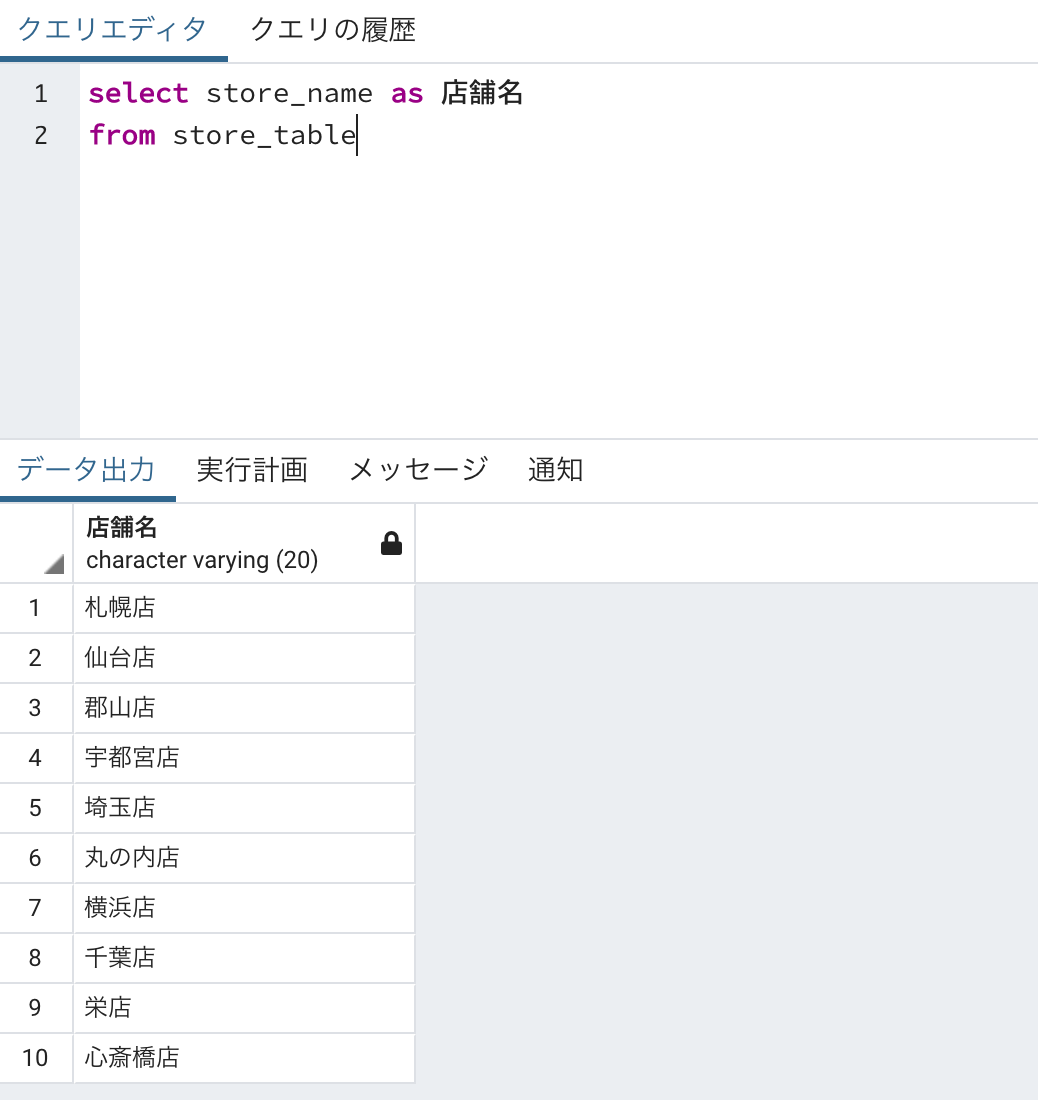 クエリエディタ クエリの履歴
1 select store_name as 店舗名
2 from store_table
データ出力 実行計画 メッセージ 通知
店舗名
character varying (20)
1 札幌店
2 仙台店
3 郡山店
4 宇都宮店
5 埼玉店
6 丸の内店
7 横浜店
8 千葉店
9 栄店
10 心斎橋店